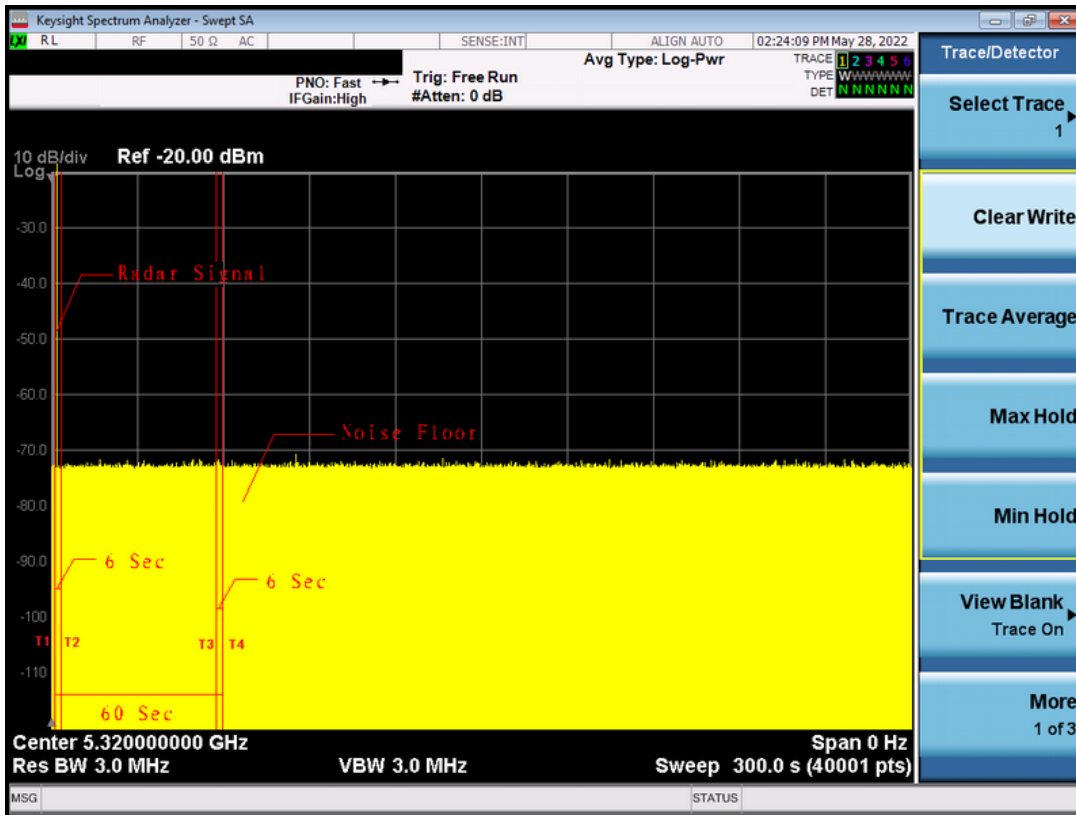 Keysight Spectrum Analyzer - Swept SA
LXI RL RF 50 Ω AC SENSE:INT ALIGN AUTO 02:24:09 PM May 28, 2022
PNO: Fast
IFGain:High
Trig: Free Run
#Atten: 0 dB
Avg Type: Log-Pwr
TRACE 1 2 3 4 5 6
TYPE WWWWWW
DET N N N N N N
10 dB/div Ref -20.00 dBm
Log
-30.0
-40.0
-50.0
-60.0
-70.0
-80.0
-90.0
-100
-110
Radar Signal
Noise Floor
6 Sec
6 Sec
T1 T2 T3 T4
60 Sec
Center 5.320000000 GHz Span 0 Hz
Res BW 3.0 MHz VBW 3.0 MHz Sweep 300.0 s (40001 pts)
MSG STATUS
Trace/Detector
Select Trace
1
Clear Write
Trace Average
Max Hold
Min Hold
View Blank
Trace On
More
1 of 3